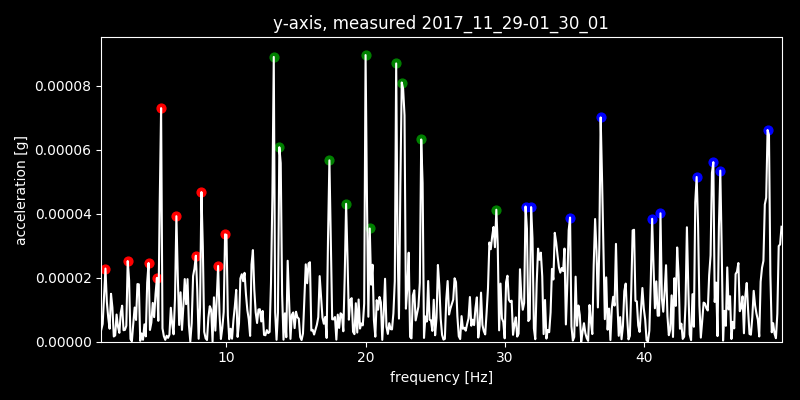 y-axis, measured 2017_11_29-01_30_01
acceleration [g]
0.00008
0.00006
0.00004
0.00002
0.00000
10 20 30 40
frequency [Hz]